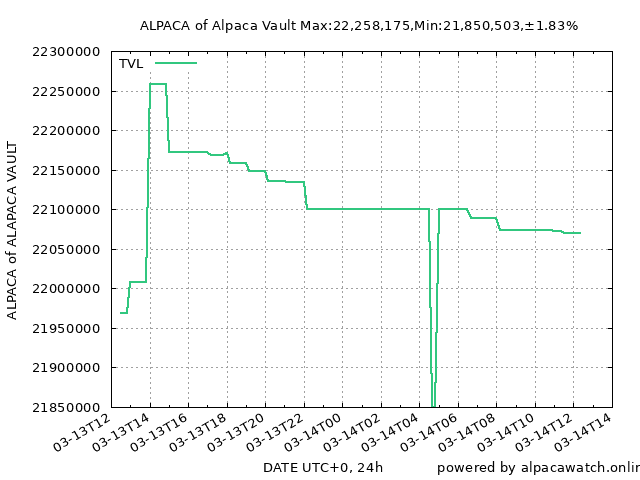 ALPACA of Alpaca Vault Max:22,258,175,Min:21,850,503,±1.83%
TVL
22300000
22250000
22200000
22150000
22100000
22050000
22000000
21950000
21900000
21850000
ALPACA of ALAPACA VAULT
03-13T12
03-13T14
03-13T16
03-13T18
03-13T20
03-13T22
03-14T00
03-14T02
03-14T04
03-14T06
03-14T08
03-14T10
03-14T12
03-14T14
DATE UTC+0, 24h
powered by alpacawatch.onlin